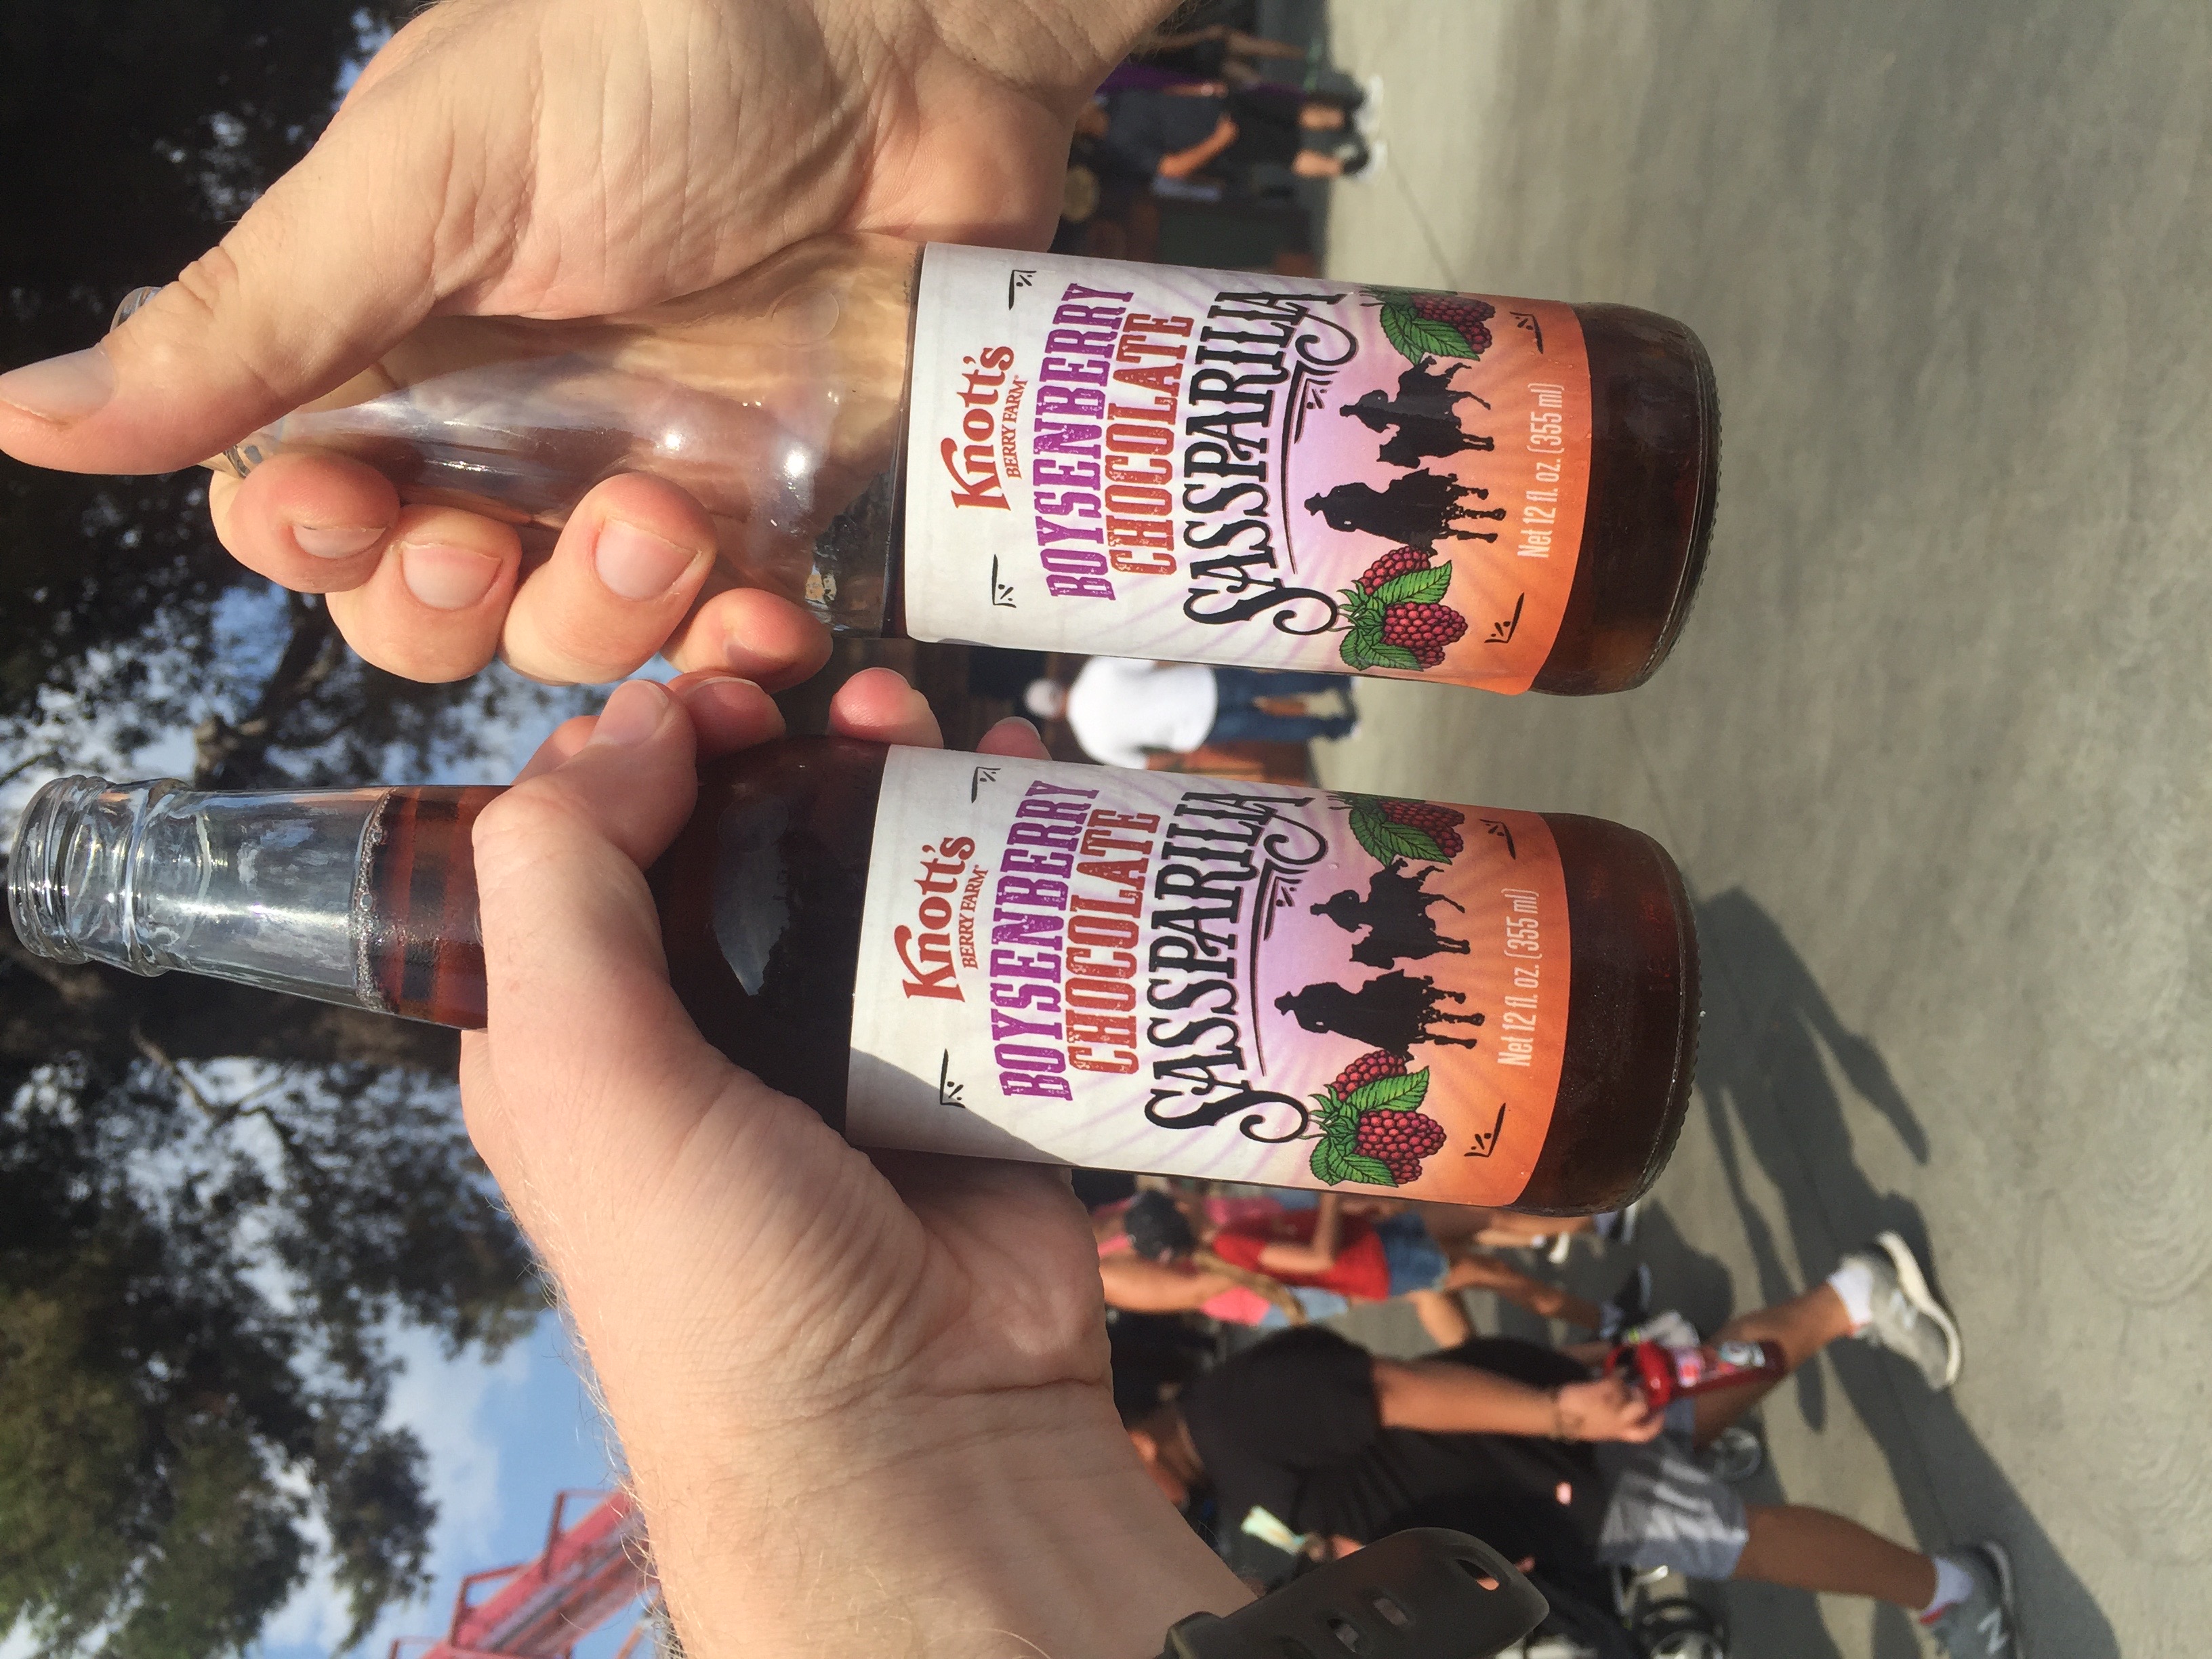 Knott's
BERRY FARM
BOYSENBERRY
CHOCOLATE
SASSPARILLA
Net 12 fl. oz. (355 ml)
Knott's
BERRY FARM
BOYSENBERRY
CHOCOLATE
SASSPARILLA
Net 12 fl. oz. (355 ml)